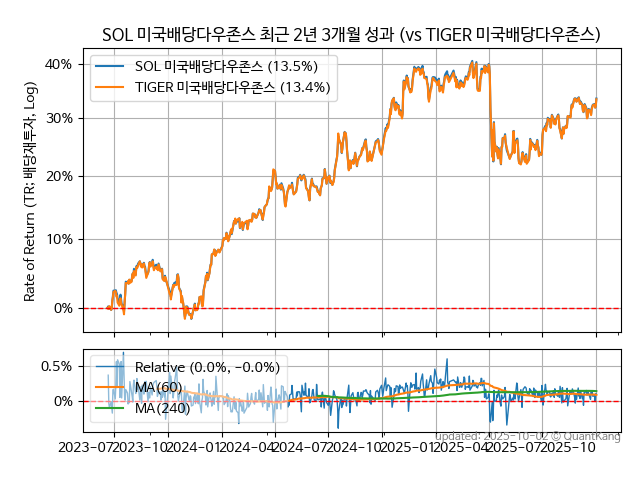 SOL 미국배당다우존스 최근 2년 3개월 성과 (vs TIGER 미국배당다우존스)
Rate of Return (TR: 배당재투자, Log)
40%
30%
20%
10%
0%
SOL 미국배당다우존스 (13.5%)
TIGER 미국배당다우존스 (13.4%)
0.5%
0%
Relative (0.0%, -0.0%)
MA(60)
MA(240)
2023-07 2023-10 2024-01 2024-04 2024-07 2024-10 2025-01 2025-04 2025-07 2025-10
updated: 2025-10-02 © QuantKang